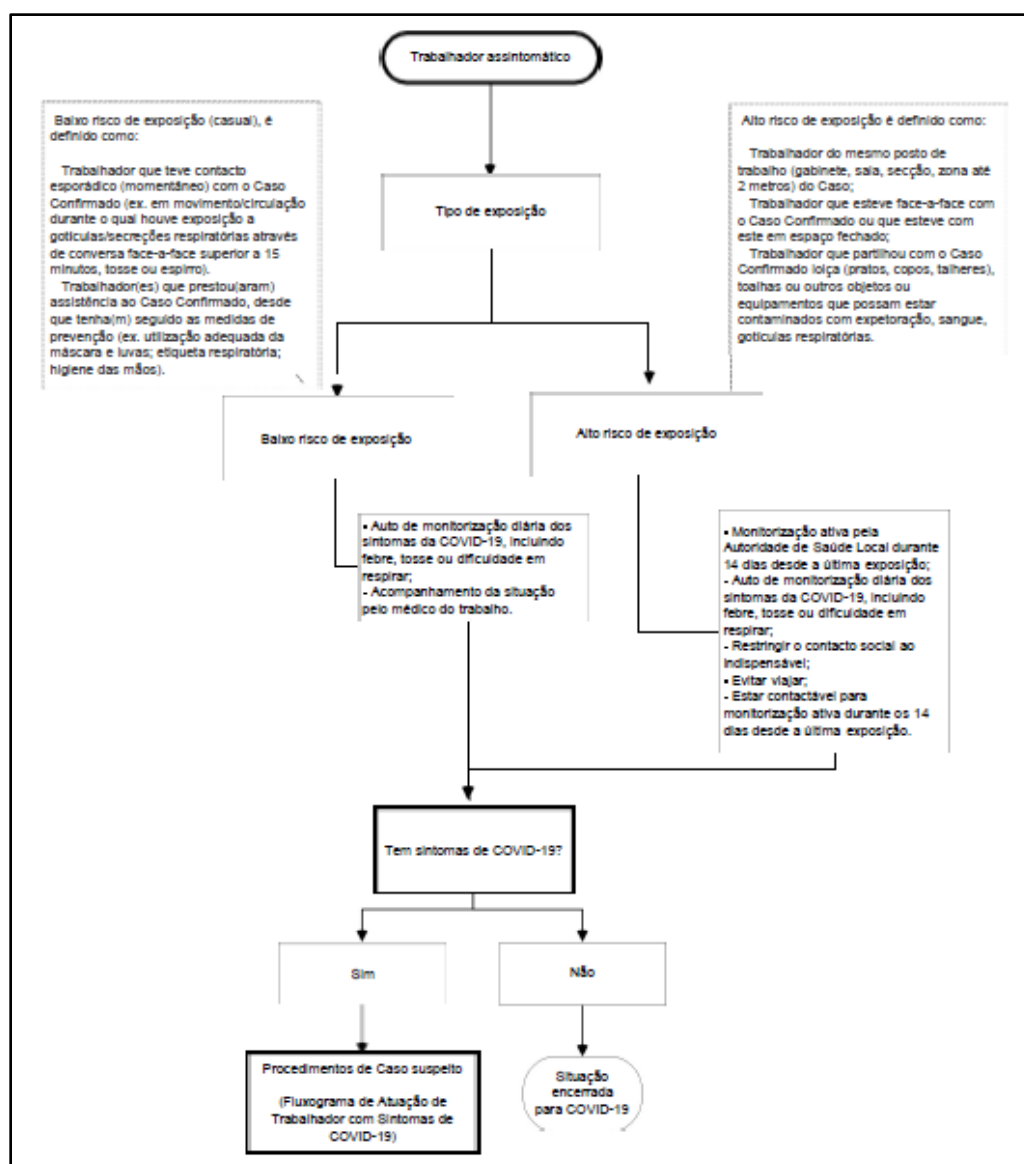 Trabalhador assintomático
Baixo risco de exposição (casual), é
definido como:
Trabalhador que teve contacto
esporádico (momentâneo) com o Caso
Confirmado (ex. em movimento/circulação
durante o qual houve exposição a
gotículas/secreções respiratórias através
de conversa face-a-face superior a 15
minutos, tosse ou espirro).
Trabalhador(es) que prestou(aram)
assistência ao Caso Confirmado, desde
que tenha(m) seguido as medidas de
prevenção (ex. utilização adequada da
máscara e luvas; etiqueta respiratória;
higiene das mãos).
Tipo de exposição
Alto risco de exposição é definido como:
Trabalhador do mesmo posto de
trabalho (gabinete, sala, secção, zona até
2 metros) do Caso;
Trabalhador que esteve face-a-face com
o Caso Confirmado ou que esteve com
este em espaço fechado;
Trabalhador que partilhou com o Caso
Confirmado loiça (pratos, copos, talheres),
toalhas ou outros objetos ou
equipamentos que possam estar
contaminados com expetoração, sangue,
gotículas respiratórias.
Baixo risco de exposição
Alto risco de exposição
▪ Auto de monitorização diária dos
sintomas da COVID-19, incluindo
febre, tosse ou dificuldade em
respirar;
- Acompanhamento da situação
pelo médico do trabalho.
▪ Monitorização ativa pela
Autoridade de Saúde Local durante
14 dias desde a última exposição;
- Auto de monitorização diária dos
sintomas da COVID-19, incluindo
febre, tosse ou dificuldade em
respirar;
- Restringir o contacto social ao
indispensável;
▪ Evitar viajar;
- Estar contactável para
monitorização ativa durante os 14
dias desde a última exposição.
Tem sintomas de COVID-19?
Sim
Não
Procedimentos de Caso suspeito
(Fluxograma de Atuação de
Trabalhador com Sintomas de
COVID-19)
Situação
encerrada
para COVID-19